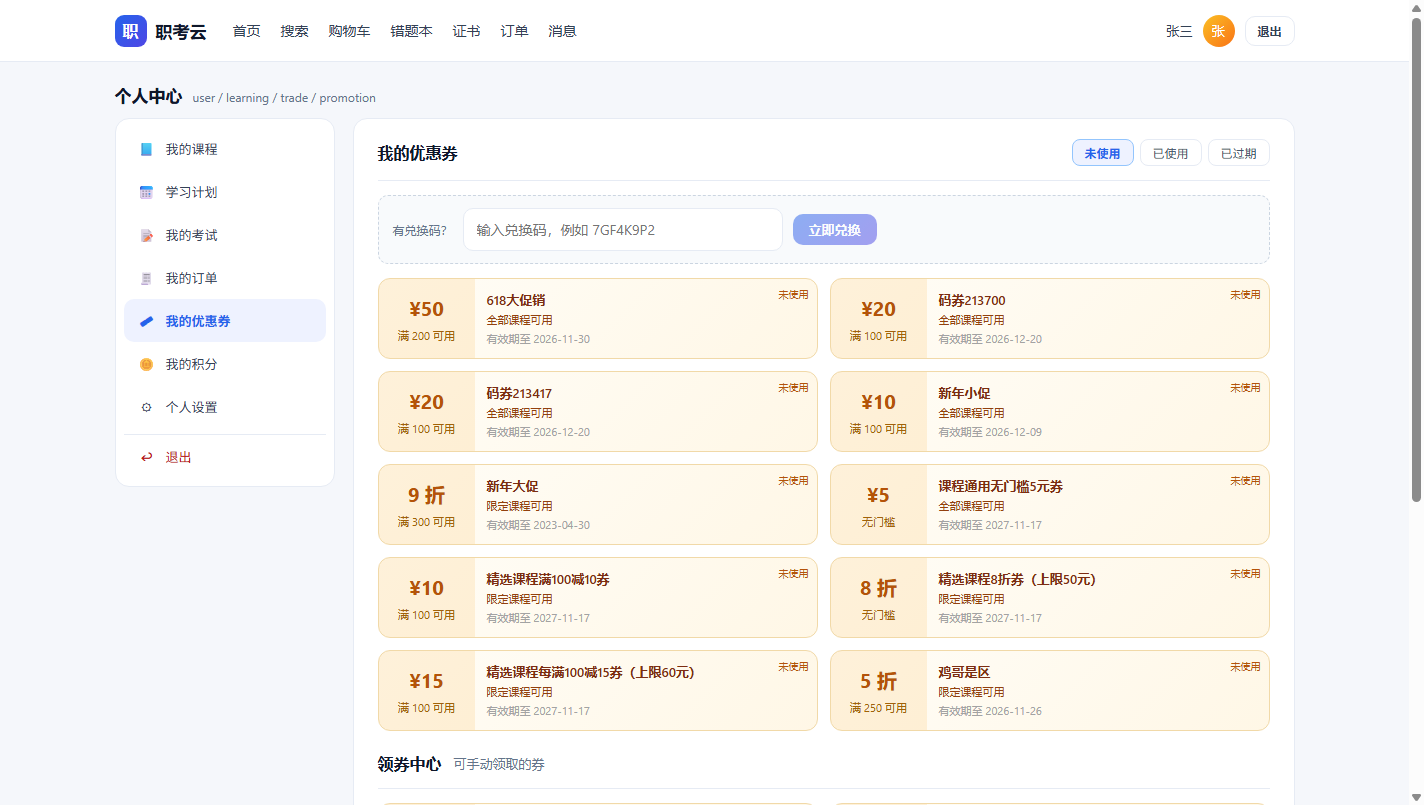 职 职考云 首页 搜索 购物车 错题本 证书 订单 消息 张三 张 退出
个人中心 user / learning / trade / promotion
我的课程
学习计划
我的考试
我的订单
我的优惠券
我的积分
个人设置
退出
我的优惠券 未使用 已使用 已过期
有兑换码? 输入兑换码，例如 7GF4K9P2 立即兑换
¥50
满 200 可用
618大促销
全部课程可用
有效期至 2026-11-30
未使用
¥20
满 100 可用
码券213700
全部课程可用
有效期至 2026-12-20
未使用
¥20
满 100 可用
码券213417
全部课程可用
有效期至 2026-12-20
未使用
¥10
满 100 可用
新年小促
全部课程可用
有效期至 2026-12-09
未使用
9 折
满 300 可用
新年大促
限定课程可用
有效期至 2023-04-30
未使用
¥5
无门槛
课程通用无门槛5元券
全部课程可用
有效期至 2027-11-17
未使用
¥10
满 100 可用
精选课程满100减10券
限定课程可用
有效期至 2027-11-17
未使用
8 折
无门槛
精选课程8折券（上限50元）
限定课程可用
有效期至 2027-11-17
未使用
¥15
满 100 可用
精选课程每满100减15券（上限60元）
限定课程可用
有效期至 2027-11-17
未使用
5 折
满 250 可用
鸡哥是区
限定课程可用
有效期至 2026-11-26
未使用
领券中心 可手动领取的券